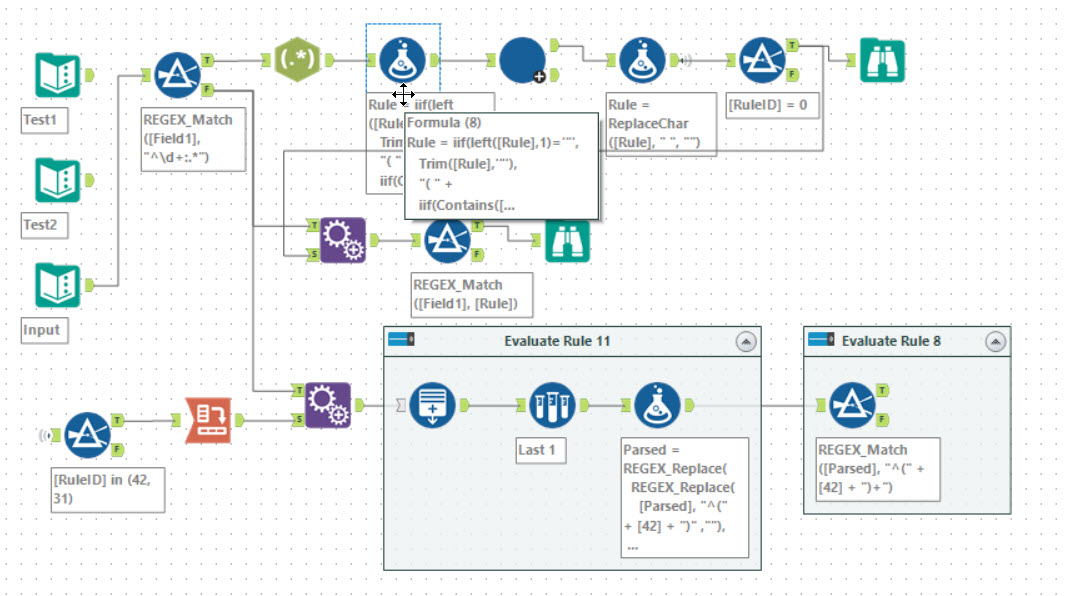 (.*)
T
F
T
F
Test1
REGEX_Match
([Field1],
"^\d+:.*")
Rule = iif(left
([Rule
Trim
"( "
iif(C
Formula (8)
Rule = iif(left([Rule],1)='"',
Trim([Rule],'"'),
"( " +
iif(Contains([...
Rule =
ReplaceChar
([Rule], " ", "")
[RuleID] = 0
Test2
T
S
T
F
REGEX_Match
([Field1], [Rule])
Input
Evaluate Rule 11
Evaluate Rule 8
T
S
T
F
T
F
[RuleID] in (42,
31)
Last 1
Parsed =
REGEX_Replace(
REGEX_Replace(
[Parsed], "^("
+ [42] + ")" ,""),
...
REGEX_Match
([Parsed], "^(" +
[42] + ")+")